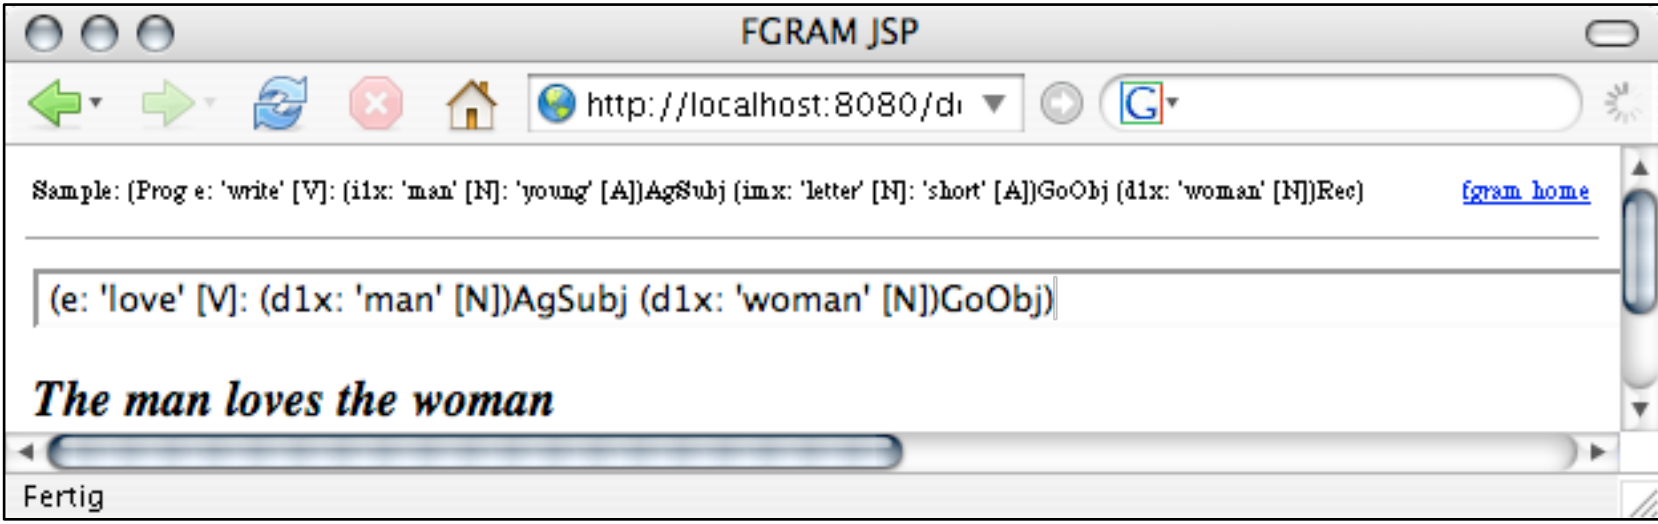 FGRAM JSP
http://localhost:8080/d
G
Sample: (Prog e: 'write' [V]: (i1x: 'man' [N]: 'young' [A])AgSubj (imx: 'letter' [N]: 'short' [A])GoObj (d1x: 'woman' [N])Rec) fgram home
(e: 'love' [V]: (d1x: 'man' [N])AgSubj (d1x: 'woman' [N])GoObj)
The man loves the woman
Fertig